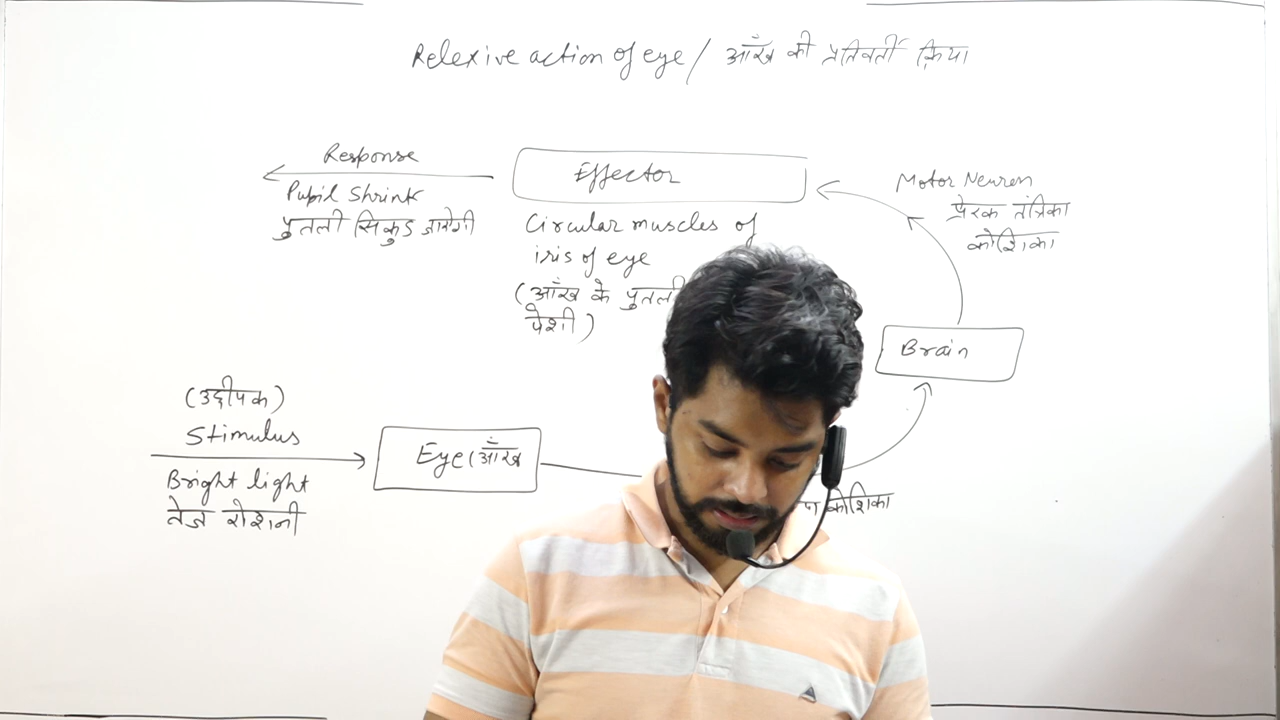 Relexive action of eye / आँख की प्रतिवर्ती क्रिया
Response
Pupil Shrink
पुतली सिकुड़ जायेगी
Effector
Circular muscles of
iris of eye
(आँख के पुतली
पेशी)
Motor Neuron
प्रेरक तंत्रिका
कोशिका
Brain
(उद्दीपक)
Stimulus
Bright light
तेज रोशनी
Eye (आँख
कोशिका